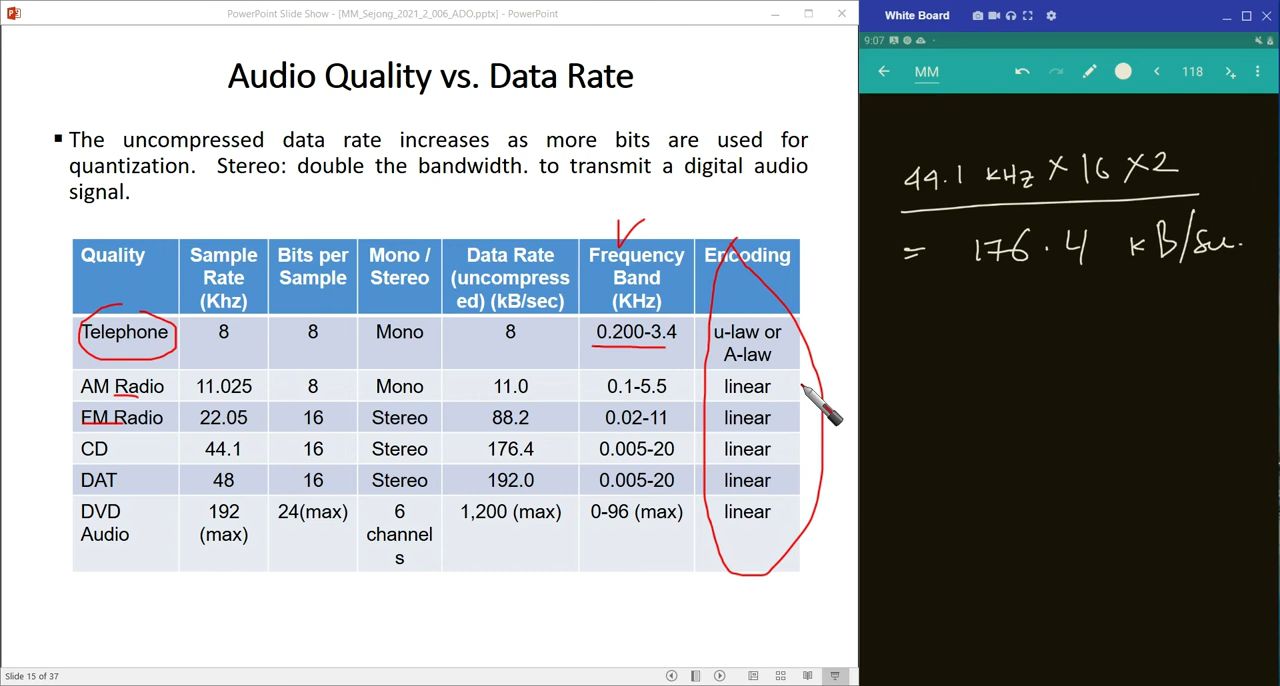 PowerPoint Slide Show - [MM_Sejong_2021_2_006_ADO.pptx] - PowerPoint
Audio Quality vs. Data Rate
▪ The uncompressed data rate increases as more bits are used for
quantization. Stereo: double the bandwidth. to transmit a digital audio
signal.
Quality Sample Rate (Khz) Bits per Sample Mono / Stereo Data Rate (uncompressed) (kB/sec) Frequency Band (KHz) Encoding
Telephone 8 8 Mono 8 0.200-3.4 u-law or A-law
AM Radio 11.025 8 Mono 11.0 0.1-5.5 linear
FM Radio 22.05 16 Stereo 88.2 0.02-11 linear
CD 44.1 16 Stereo 176.4 0.005-20 linear
DAT 48 16 Stereo 192.0 0.005-20 linear
DVD Audio 192 (max) 24(max) 6 channels 1,200 (max) 0-96 (max) linear
Slide 15 of 37
White Board
9:07
MM 118
44.1 KHz × 16 × 2
= 176.4 kB/sec.